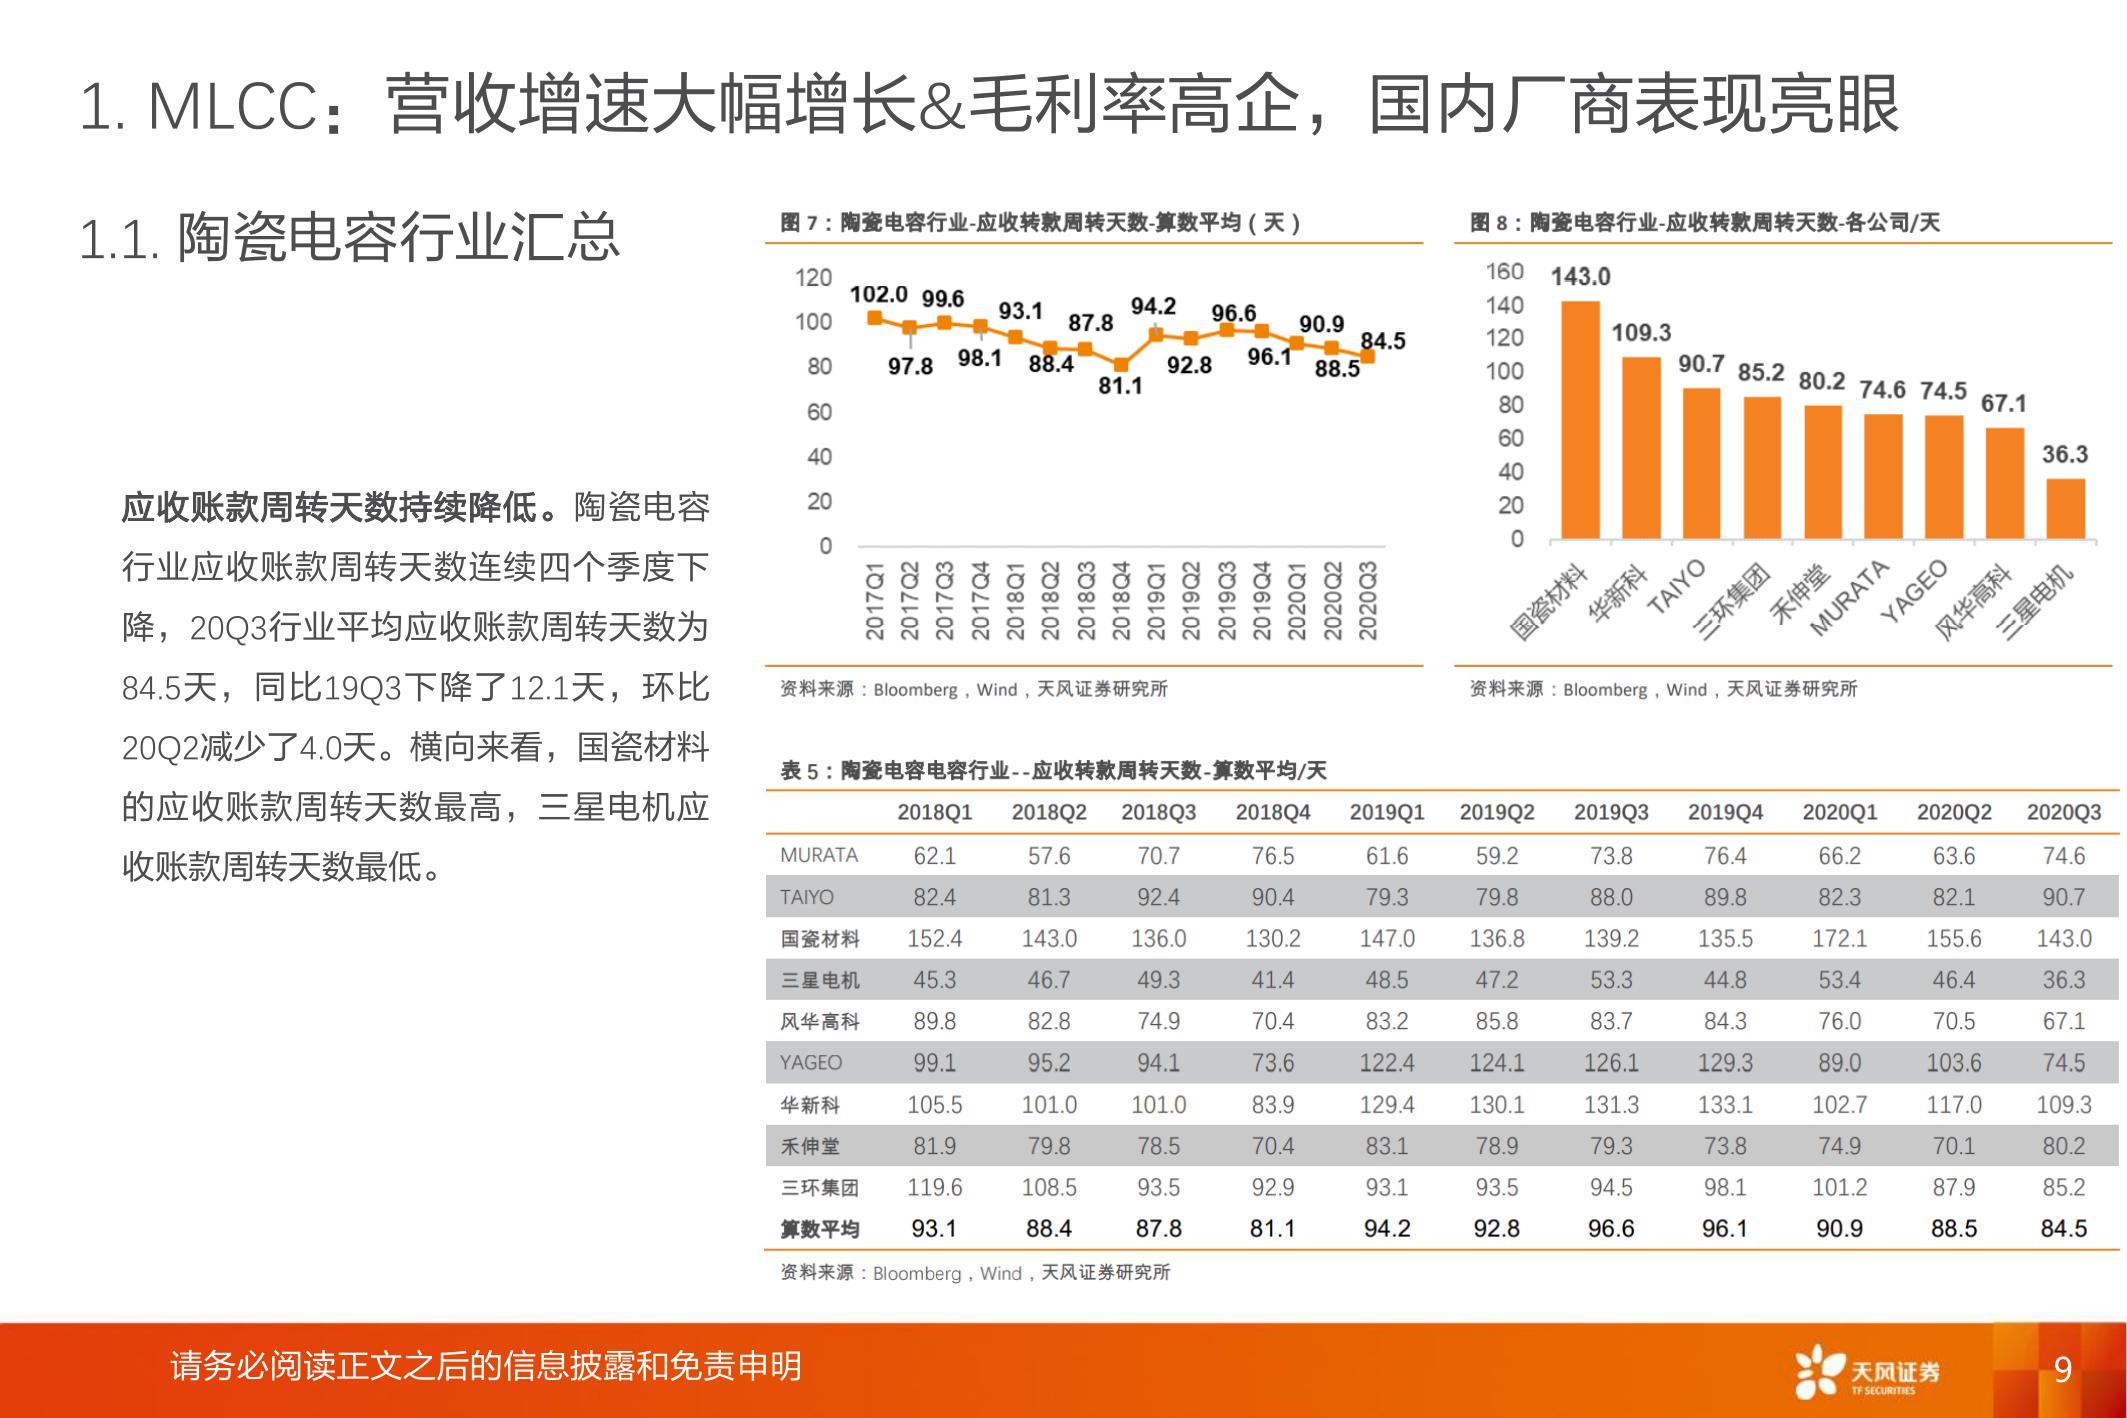 1. MLCC：营收增速大幅增长&毛利率高企，国内厂商表现亮眼
1.1. 陶瓷电容行业汇总
应收账款周转天数持续降低。陶瓷电容
行业应收账款周转天数连续四个季度下
降，20Q3行业平均应收账款周转天数为
84.5天，同比19Q3下降了12.1天，环比
20Q2减少了4.0天。横向来看，国瓷材料
的应收账款周转天数最高，三星电机应
收账款周转天数最低。
图 7：陶瓷电容行业-应收转款周转天数-算数平均（天）
120
100
80
60
40
20
0
102.0 97.8 99.6 98.1 93.1 88.4 87.8 81.1 94.2 92.8 96.6 96.1 90.9 88.5 84.5
2017Q1 2017Q2 2017Q3 2017Q4 2018Q1 2018Q2 2018Q3 2018Q4 2019Q1 2019Q2 2019Q3 2019Q4 2020Q1 2020Q2 2020Q3
资料来源：Bloomberg，Wind，天风证券研究所
图 8：陶瓷电容行业-应收转款周转天数-各公司/天
160
140
120
100
80
60
40
20
0
143.0 109.3 90.7 85.2 80.2 74.6 74.5 67.1 36.3
国瓷材料 华新科 TAIYO 三环集团 禾伸堂 MURATA YAGEO 风华高科 三星电机
资料来源：Bloomberg，Wind，天风证券研究所
表 5：陶瓷电容电容行业--应收转款周转天数-算数平均/天
2018Q1 2018Q2 2018Q3 2018Q4 2019Q1 2019Q2 2019Q3 2019Q4 2020Q1 2020Q2 2020Q3
MURATA 62.1 57.6 70.7 76.5 61.6 59.2 73.8 76.4 66.2 63.6 74.6
TAIYO 82.4 81.3 92.4 90.4 79.3 79.8 88.0 89.8 82.3 82.1 90.7
国瓷材料 152.4 143.0 136.0 130.2 147.0 136.8 139.2 135.5 172.1 155.6 143.0
三星电机 45.3 46.7 49.3 41.4 48.5 47.2 53.3 44.8 53.4 46.4 36.3
风华高科 89.8 82.8 74.9 70.4 83.2 85.8 83.7 84.3 76.0 70.5 67.1
YAGEO 99.1 95.2 94.1 73.6 122.4 124.1 126.1 129.3 89.0 103.6 74.5
华新科 105.5 101.0 101.0 83.9 129.4 130.1 131.3 133.1 102.7 117.0 109.3
禾伸堂 81.9 79.8 78.5 70.4 83.1 78.9 79.3 73.8 74.9 70.1 80.2
三环集团 119.6 108.5 93.5 92.9 93.1 93.5 94.5 98.1 101.2 87.9 85.2
算数平均 93.1 88.4 87.8 81.1 94.2 92.8 96.6 96.1 90.9 88.5 84.5
资料来源：Bloomberg，Wind，天风证券研究所
请务必阅读正文之后的信息披露和免责申明
天风证券
TF SECURITIES
9